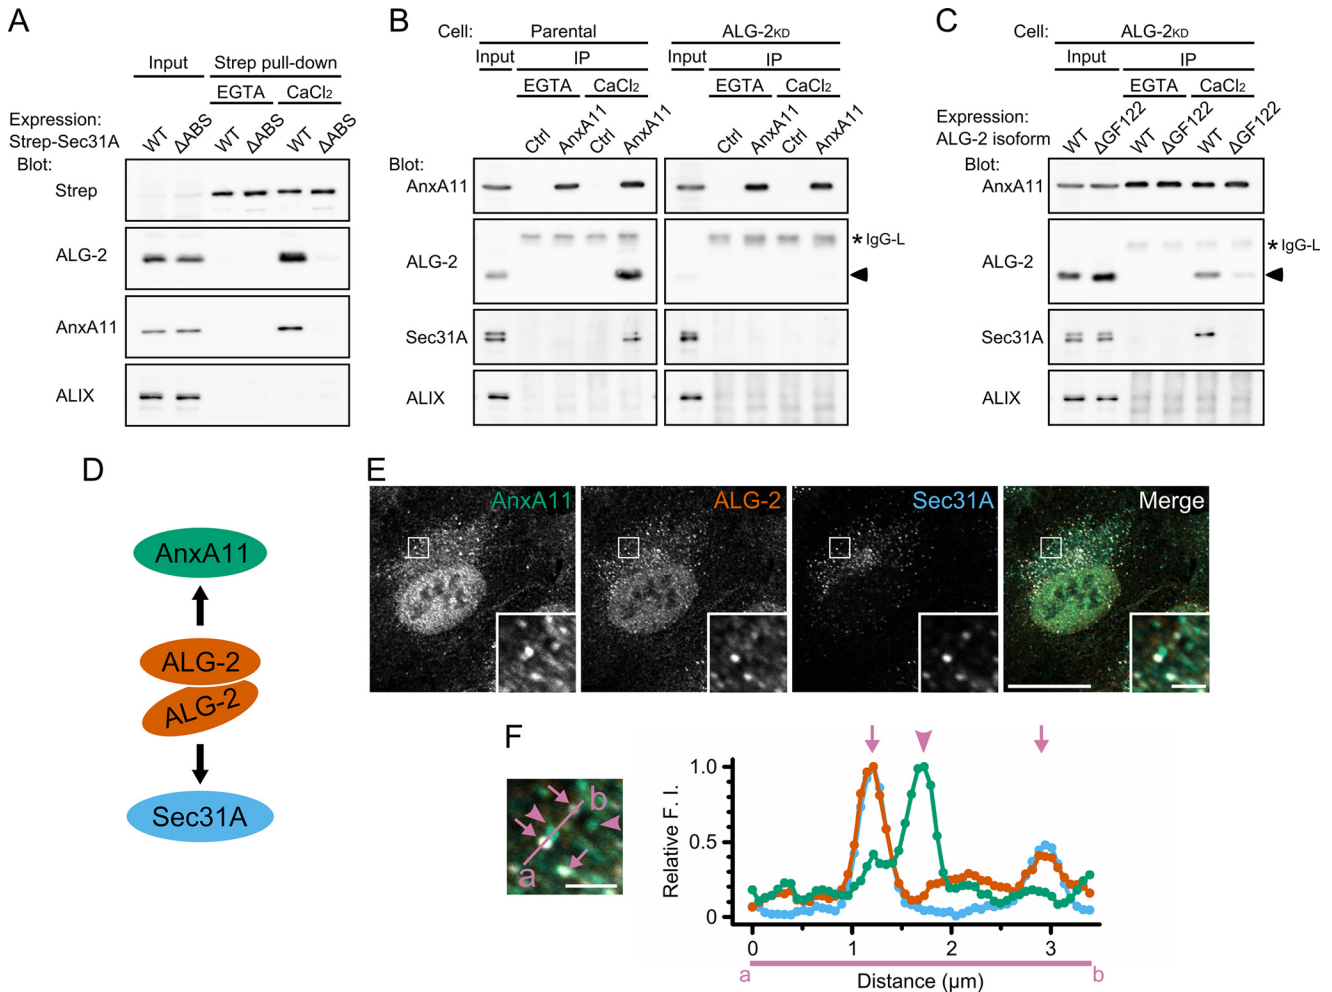 A
Input
Strep pull-down
EGTA
CaCl2
Expression:
Strep-Sec31A
WT
ΔABS
WT
ΔABS
WT
ΔABS
Blot:
Strep
ALG-2
AnxA11
ALIX
B
Cell:
Parental
ALG-2KD
Input
IP
Input
IP
EGTA
CaCl2
EGTA
CaCl2
Ctrl
AnxA11
Ctrl
AnxA11
Ctrl
AnxA11
Ctrl
AnxA11
Blot:
AnxA11
ALG-2
* IgG-L
Sec31A
ALIX
C
Cell:
ALG-2KD
Input
IP
EGTA
CaCl2
Expression:
ALG-2 isoform
WT
ΔGF122
WT
ΔGF122
WT
ΔGF122
Blot:
AnxA11
ALG-2
* IgG-L
Sec31A
ALIX
D
AnxA11
ALG-2
ALG-2
Sec31A
E
AnxA11
ALG-2
Sec31A
Merge
F
b
a
Relative F. I.
1.0
0.5
0
0 1 2 3
a b
Distance (µm)